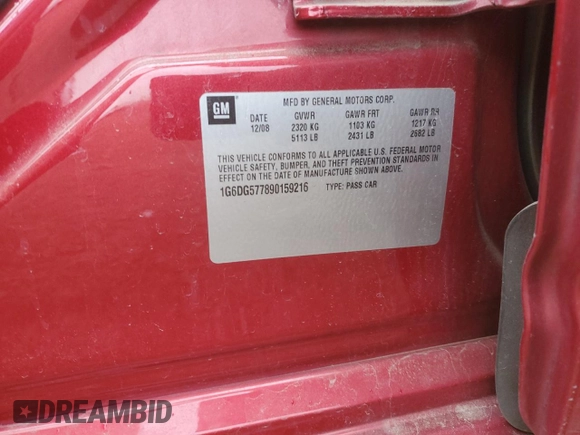 GM
MFD BY GENERAL MOTORS CORP.
DATE GVWR GAWR FRT GAWR RR
12/08 2320 KG 1103 KG 1217 KG
5113 LB 2431 LB 2682 LB
THIS VEHICLE CONFORMS TO ALL APPLICABLE U.S. FEDERAL MOTOR
VEHICLE SAFETY, BUMPER, AND THEFT PREVENTION STANDARDS IN
EFFECT ON THE DATE OF MANUFACTURE SHOWN ABOVE.
1G6DG577890159216 TYPE: PASS CAR
DREAMBID